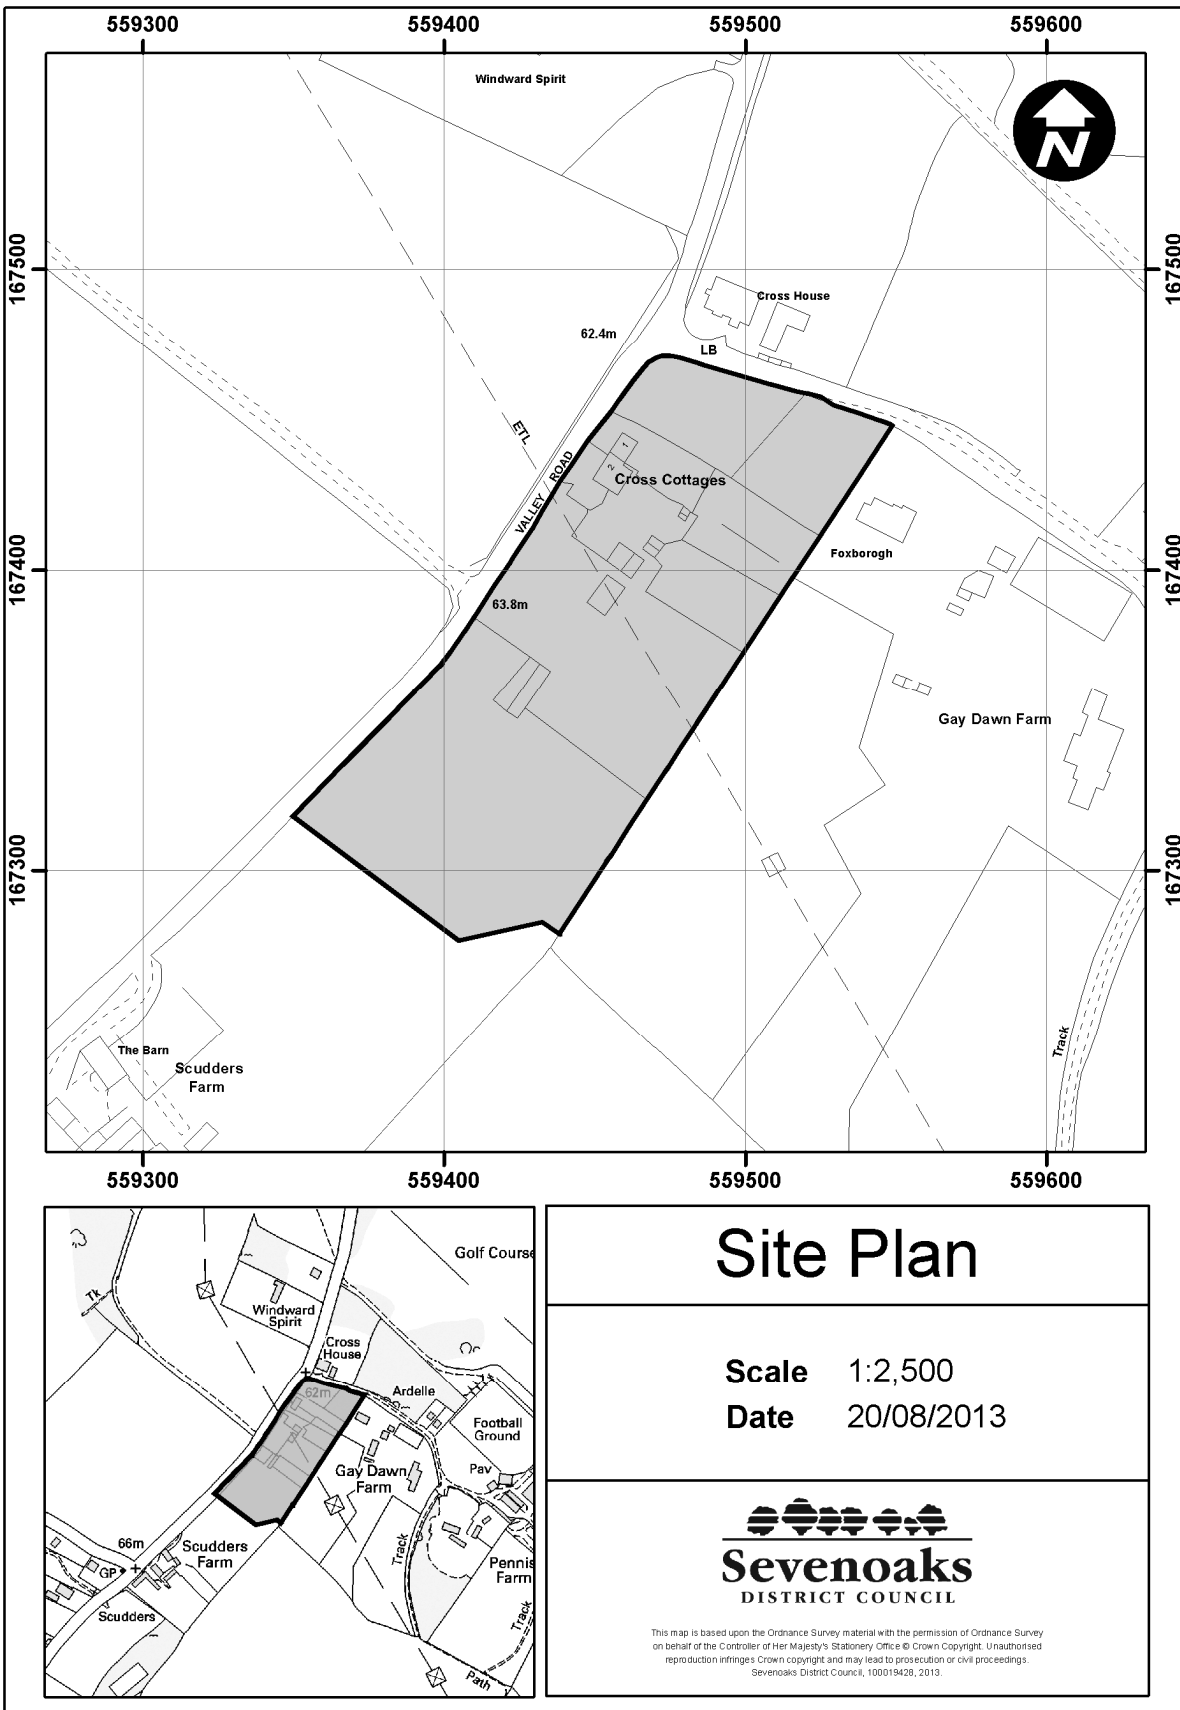 559300
559400
559500
559600
Windward Spirit
N
167500
167500
Cross House
62.4m
LB
ETL
VALLEY ROAD
1
2
Cross Cottages
Foxborogh
167400
167400
63.8m
Gay Dawn Farm
167300
167300
Track
The Barn
Scudders
Farm
559300
559400
559500
559600
Golf Course
Tk
Windward
Spirit
Cross
House
62m
Ardelle
Football
Ground
Gay Dawn
Farm
Pav
66m
GP
Scudders
Farm
Track
Pennis
Farm
Scudders
Track
Path
Site Plan
Scale 1:2,500
Date 20/08/2013
Sevenoaks
DISTRICT COUNCIL
This map is based upon the Ordnance Survey material with the permission of Ordnance Survey
on behalf of the Controller of Her Majesty's Stationery Office © Crown Copyright. Unauthorised
reproduction infringes Crown copyright and may lead to prosecution or civil proceedings.
Sevenoaks District Council, 100019428, 2013.